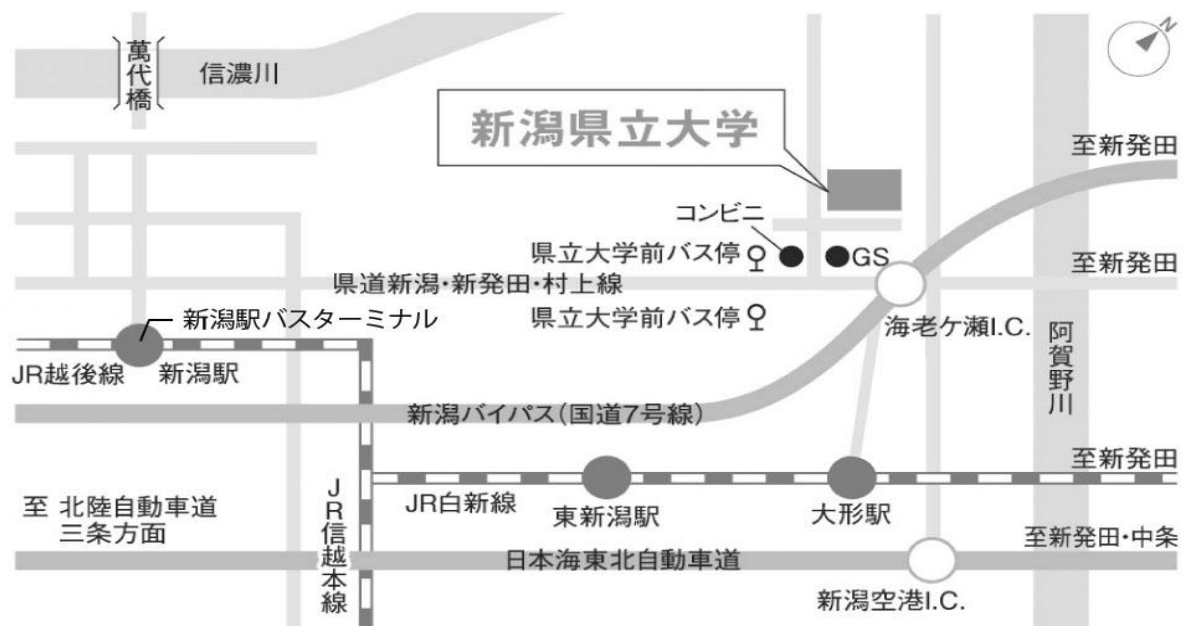 N
萬代橋
信濃川
新潟県立大学
至新発田
コンビニ
県立大学前バス停
GS
至新発田
県道新潟・新発田・村上線
新潟駅バスターミナル
県立大学前バス停
海老ケ瀬I.C.
阿賀野川
JR越後線
新潟駅
新潟バイパス(国道7号線)
至新発田
JR信越本線
JR白新線
東新潟駅
大形駅
至 北陸自動車道
三条方面
至新発田・中条
日本海東北自動車道
新潟空港I.C.